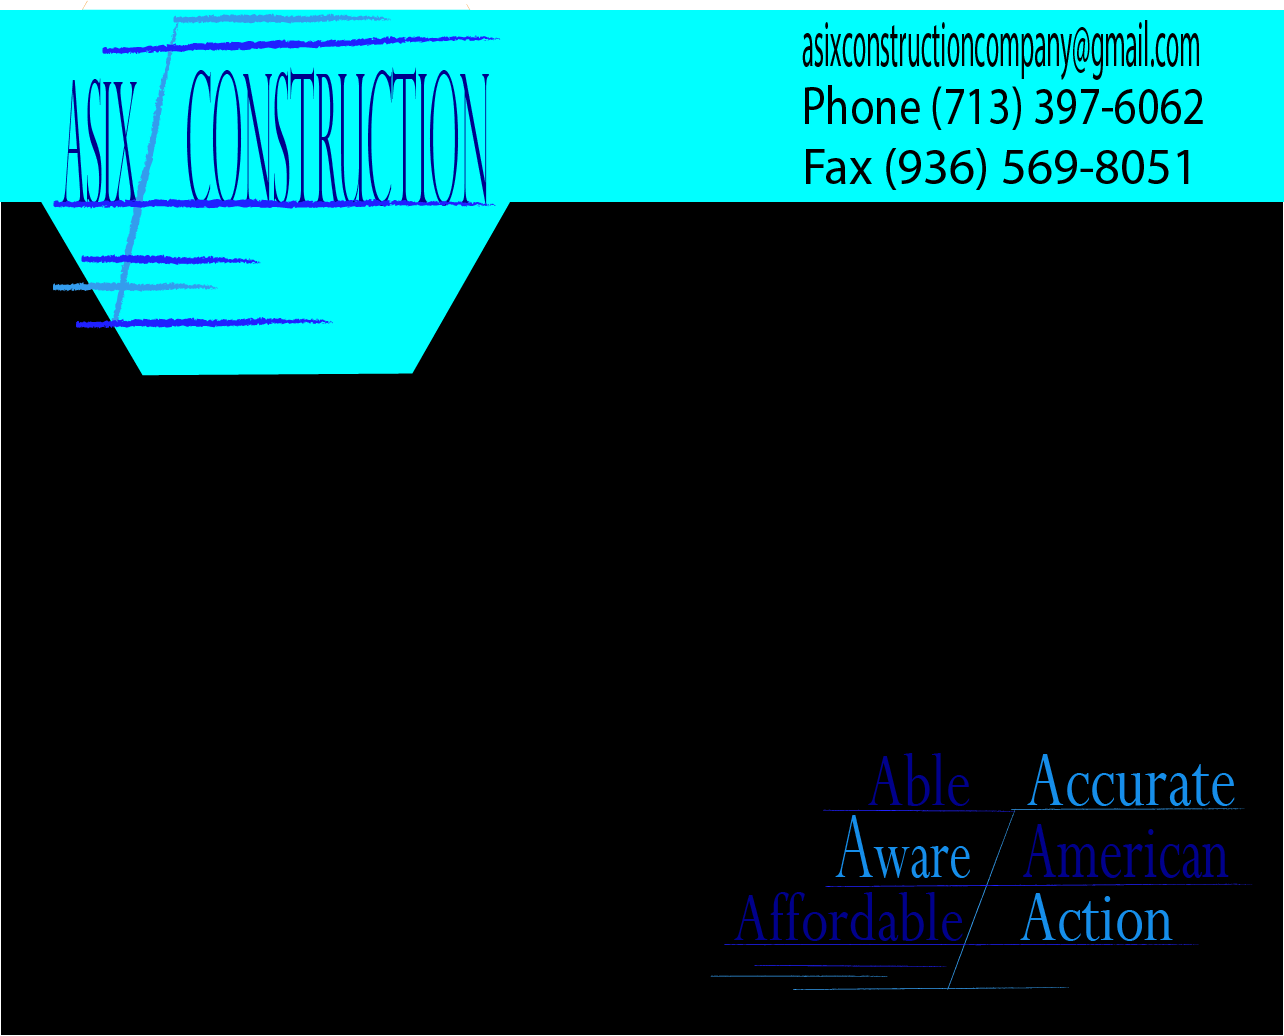 ASIX CONSTRUCTION
asixconstructioncompany@gmail.com
Phone (713) 397-6062
Fax (936) 569-8051
Able Accurate
Aware American
Affordable Action